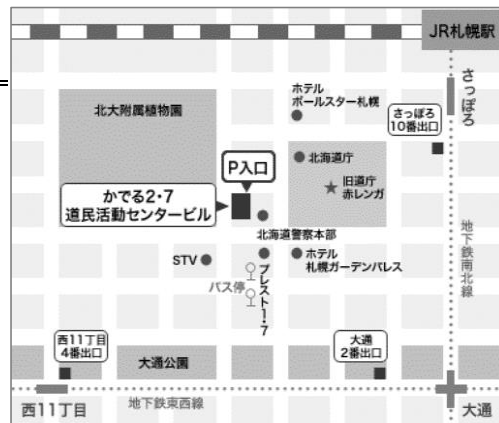 JR札幌駅
さっぽろ
ホテル
ポールスター札幌
さっぽろ
10番出口
北大附属植物園
P入口
北海道庁
旧道庁
赤レンガ
かでる2・7
道民活動センタービル
北海道警察本部
地下鉄南北線
STV
バス停
プレスト1・7
ホテル
札幌ガーデンパレス
西11丁目
4番出口
大通公園
大通
2番出口
西11丁目
地下鉄東西線
大通